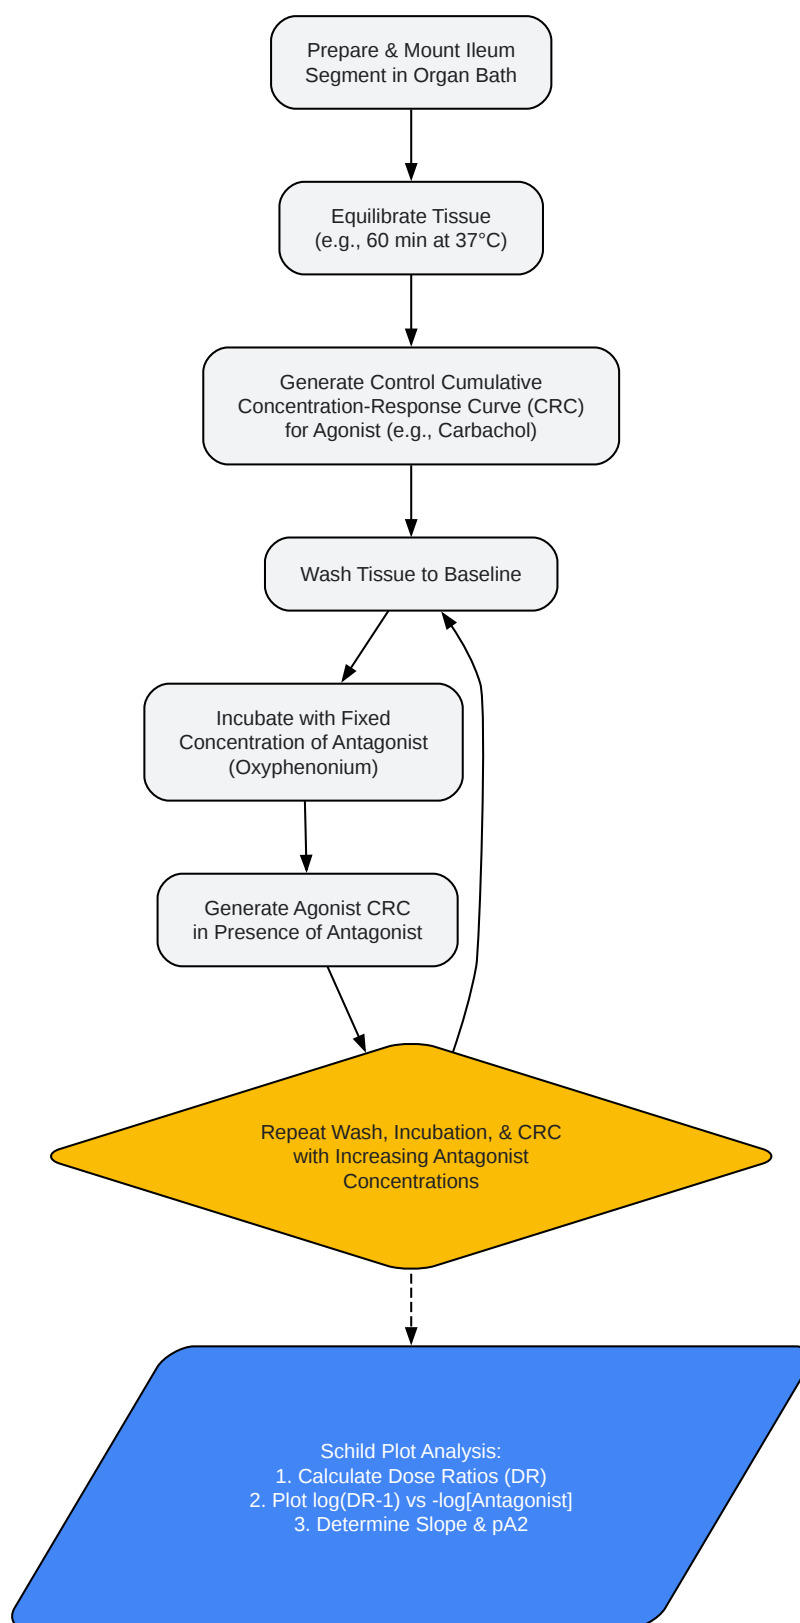 Prepare & Mount Ileum
Segment in Organ Bath
Equilibrate Tissue
(e.g., 60 min at 37°C)
Generate Control Cumulative
Concentration-Response Curve (CRC)
for Agonist (e.g., Carbachol)
Wash Tissue to Baseline
Incubate with Fixed
Concentration of Antagonist
(Oxyphenonium)
Generate Agonist CRC
in Presence of Antagonist
Repeat Wash, Incubation, & CRC
with Increasing Antagonist
Concentrations
Schild Plot Analysis:
1. Calculate Dose Ratios (DR)
2. Plot log(DR-1) vs -log[Antagonist]
3. Determine Slope & pA2